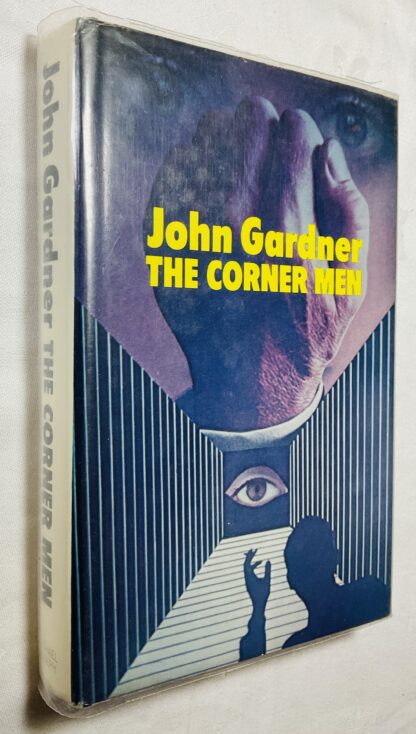 John Gardner
THE CORNER MEN
John Gardner THE CORNER MEN